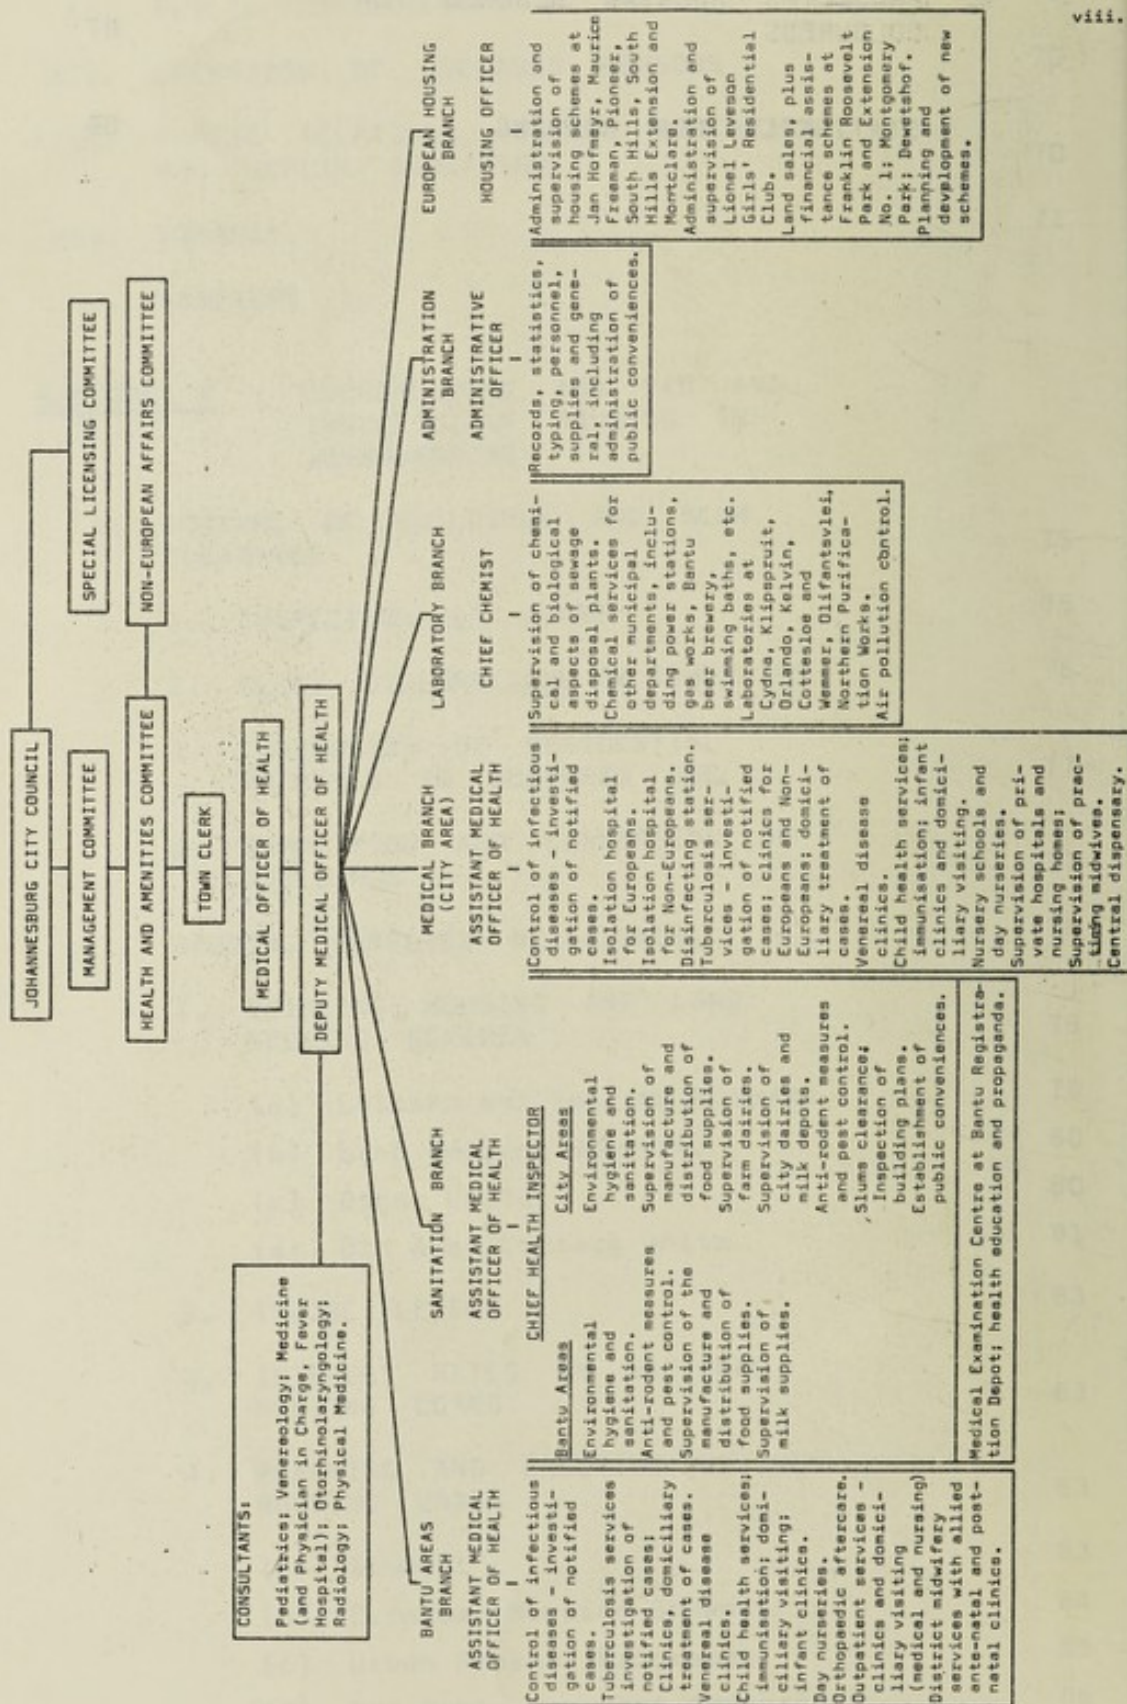 viii.
JOHANNESBURG CITY COUNCIL
SPECIAL LICENSING COMMITTEE
MANAGEMENT COMMITTEE
HEALTH AND AMENITIES COMMITTEE
NON-EUROPEAN AFFAIRS COMMITTEE
TOWN CLERK
MEDICAL OFFICER OF HEALTH
DEPUTY MEDICAL OFFICER OF HEALTH
CONSULTANTS:
Pediatrics; Venereology; Medicine
(and Physician in Charge, Fever
Hospital); Otorhinolaryngology;
Radiology; Physical Medicine.
BANTU AREAS
BRANCH
ASSISTANT MEDICAL
OFFICER OF HEALTH
Control of infectious
diseases - investi-
gation of notified
cases.
Tuberculosis services
investigation of
notified cases;
Clinics, domiciliary
treatment of cases.
Venereal disease
clinics.
Child health services;
immunisation; domi-
ciliary visiting;
infant clinics.
Day nurseries.
Orthopaedic aftercare.
Outpatient services -
clinics and domici-
liary visiting
(medical and nursing)
District midwifery
services with allied
ante-natal and post-
natal clinics.
SANITATION BRANCH
ASSISTANT MEDICAL
OFFICER OF HEALTH
CHIEF HEALTH INSPECTOR
Bantu Areas
Environmental
hygiene and
sanitation.
Anti-rodent measures
and pest control.
Supervision of the
manufacture and
distribution of
food supplies.
Supervision of
milk supplies.
City Areas
Environmental
hygiene and
sanitation.
Supervision of
manufacture and
distribution of
food supplies.
Supervision of
farm dairies.
Supervision of
city dairies and
milk depots.
Anti-rodent measures
and pest control.
Slums clearance;
Inspection of
building plans.
Establishment of
public conveniences.
Medical Examination Centre at Bantu Registra-
tion Depot; health education and propaganda.
MEDICAL BRANCH
(CITY AREA)
ASSISTANT MEDICAL
OFFICER OF HEALTH
Control of infectious
diseases - investi-
gation of notified
cases.
Isolation hospital
for Europeans.
Isolation hospital
for Non-Europeans.
Disinfecting station.
Tuberculosis ser-
vices - investi-
gation of notified
cases; clinics for
Europeans and Non-
Europeans; domici-
liary treatment of
cases.
Venereal disease
clinics.
Child health services;
immunisation; infant
clinics and domici-
liary visiting.
Nursery schools and
day nurseries.
Supervision of pri-
vate hospitals and
nursing homes;
Supervision of prac-
tising midwives.
Central dispensary.
LABORATORY BRANCH
CHIEF CHEMIST
Supervision of chemi-
cal and biological
aspects of sewage
disposal plants.
Chemical services for
other municipal
departments, inclu-
ding power stations,
gas works, Bantu
beer brewery,
swimming baths, etc.
Laboratories at
Cydna, Klipspruit,
Orlando, Kelvin,
Cottesloe and
Wemmer, Olifantsvlei,
Northern Purifica-
tion Works.
Air pollution control.
ADMINISTRATION
BRANCH
ADMINISTRATIVE
OFFICER
Records, statistics,
typing, personnel,
supplies and gene-
ral, including
administration of
public conveniences.
EUROPEAN HOUSING
BRANCH
HOUSING OFFICER
Administration and
supervision of
housing schemes at
Jan Hofmeyr, Maurice
Freeman, Pioneer,
South Hills, South
Hills Extension and
Montclare.
Administration and
supervision of
Lionel Leveson
Girls' Residential
Club.
Land sales, plus
financial assis-
tance schemes at
Franklin Roosevelt
Park and Extension
No. 1; Montgomery
Park; Dewetshof.
Planning and
development of new
schemes.